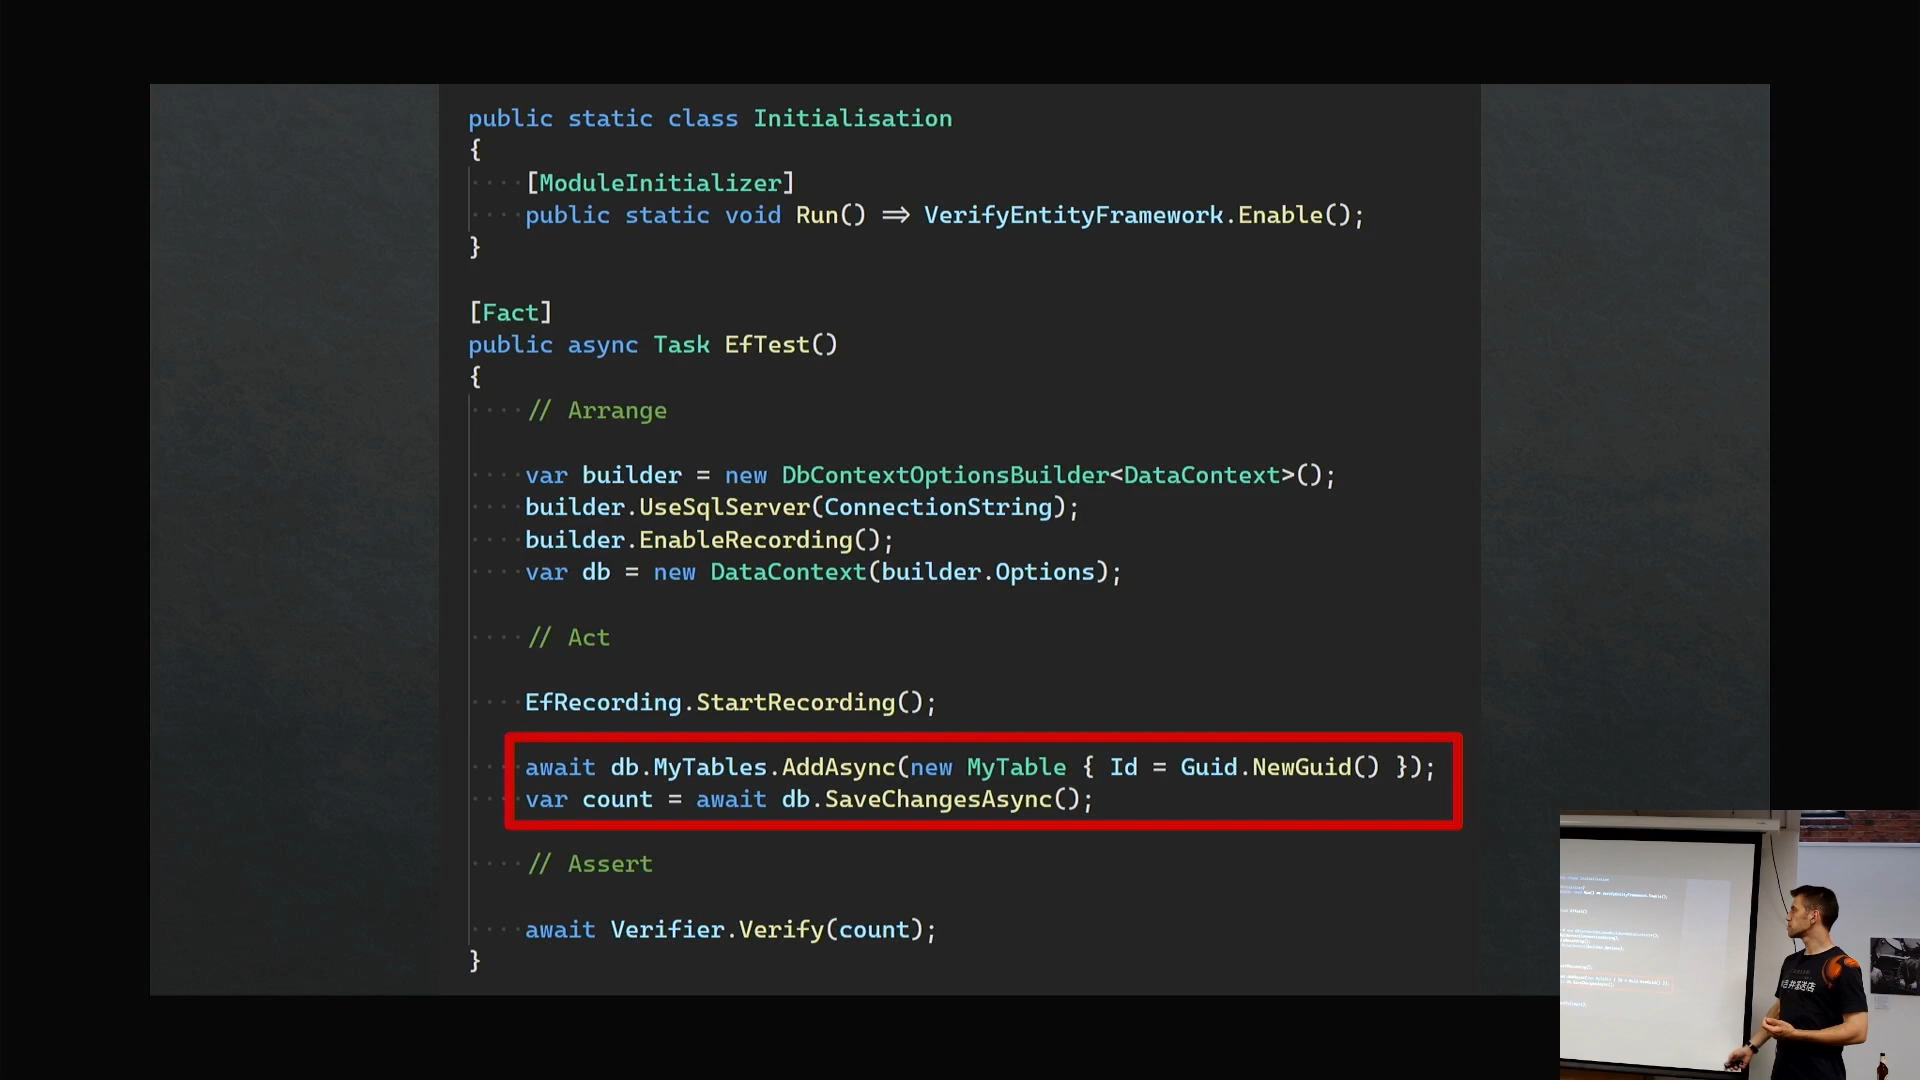 public static class Initialisation
{
[ModuleInitializer]
public static void Run() => VerifyEntityFramework.Enable();
}
[Fact]
public async Task EfTest()
{
// Arrange
var builder = new DbContextOptionsBuilder<DataContext>();
builder.UseSqlServer(ConnectionString);
builder.EnableRecording();
var db = new DataContext(builder.Options);
// Act
EfRecording.StartRecording();
await db.MyTables.AddAsync(new MyTable { Id = Guid.NewGuid() });
var count = await db.SaveChangesAsync();
// Assert
await Verifier.Verify(count);
}